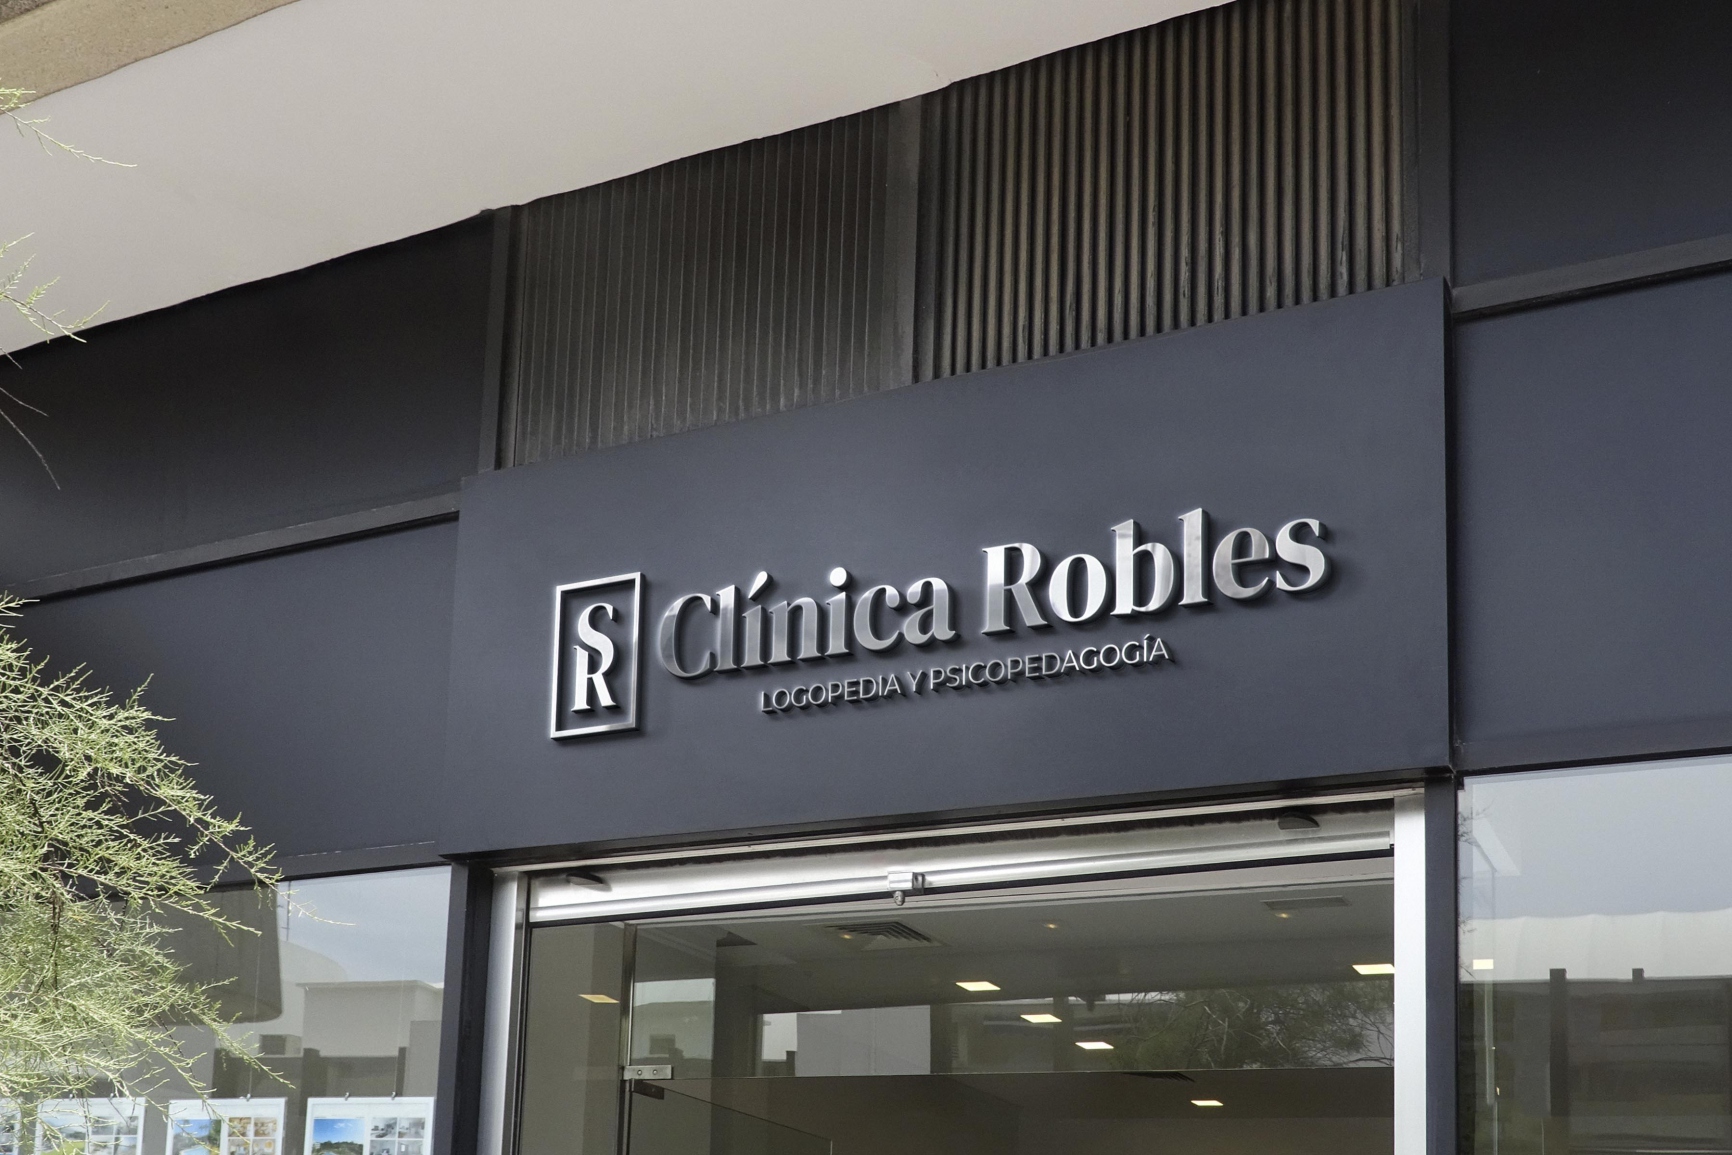 SR
Clínica Robles
LOGOPEDIA Y PSICOPEDAGOGÍA